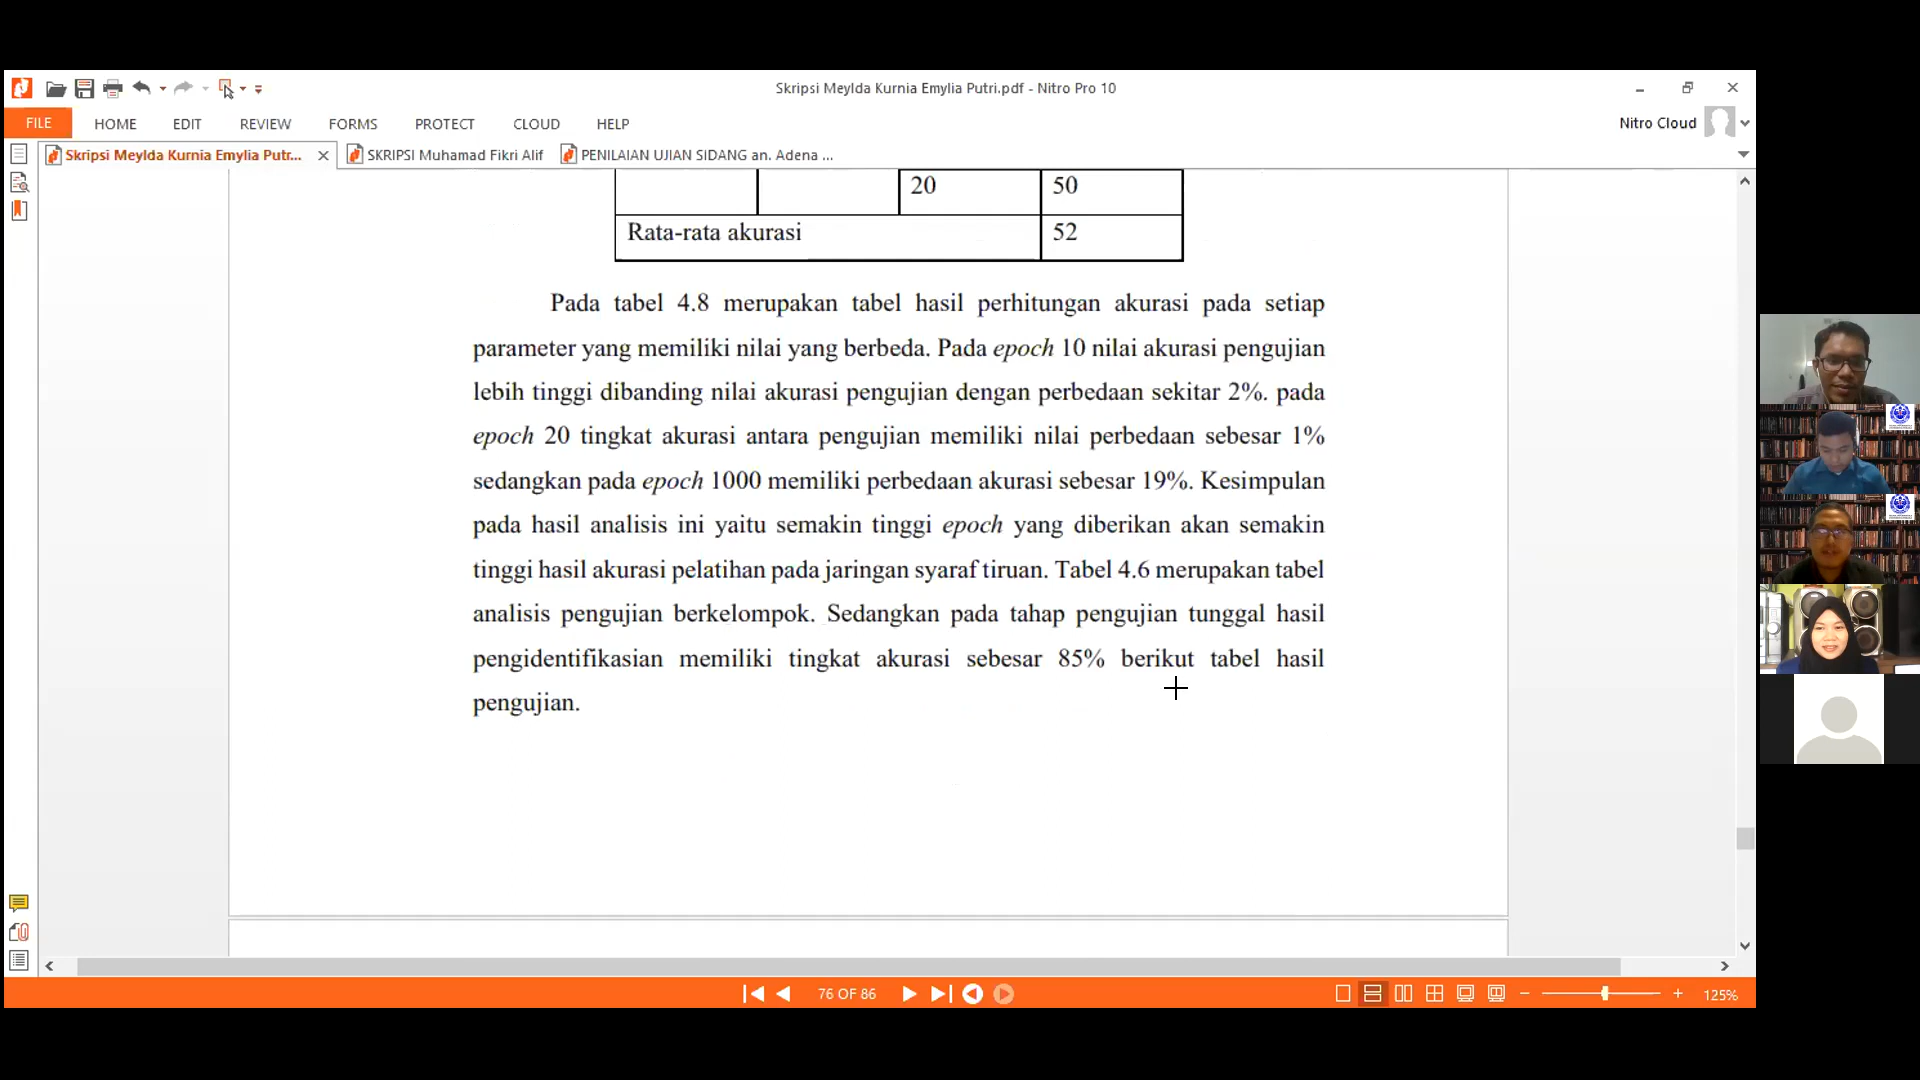 Skripsi Meylda Kurnia Emylia Putri.pdf - Nitro Pro 10
FILE HOME EDIT REVIEW FORMS PROTECT CLOUD HELP
Nitro Cloud
Skripsi Meylda Kurnia Emylia Putr...
SKRIPSI Muhamad Fikri Alif
PENILAIAN UJIAN SIDANG an. Adena ...
20 50
Rata-rata akurasi 52
Pada tabel 4.8 merupakan tabel hasil perhitungan akurasi pada setiap
parameter yang memiliki nilai yang berbeda. Pada epoch 10 nilai akurasi pengujian
lebih tinggi dibanding nilai akurasi pengujian dengan perbedaan sekitar 2%. pada
epoch 20 tingkat akurasi antara pengujian memiliki nilai perbedaan sebesar 1%
sedangkan pada epoch 1000 memiliki perbedaan akurasi sebesar 19%. Kesimpulan
pada hasil analisis ini yaitu semakin tinggi epoch yang diberikan akan semakin
tinggi hasil akurasi pelatihan pada jaringan syaraf tiruan. Tabel 4.6 merupakan tabel
analisis pengujian berkelompok. Sedangkan pada tahap pengujian tunggal hasil
pengidentifikasian memiliki tingkat akurasi sebesar 85% berikut tabel hasil
pengujian.
76 OF 86
125%